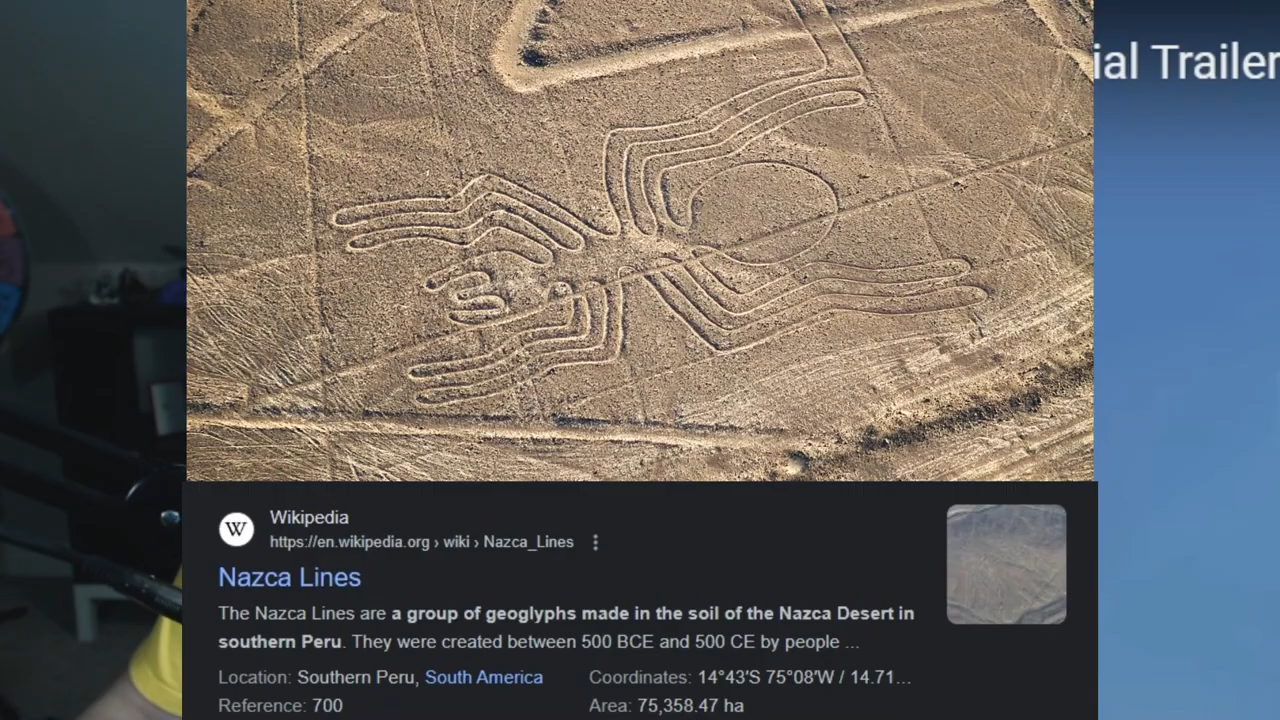 ial Trailer
W
Wikipedia
https://en.wikipedia.org › wiki › Nazca_Lines
Nazca Lines
The Nazca Lines are a group of geoglyphs made in the soil of the Nazca Desert in
southern Peru. They were created between 500 BCE and 500 CE by people ...
Location: Southern Peru, South America
Coordinates: 14°43′S 75°08′W / 14.71...
Reference: 700
Area: 75,358.47 ha